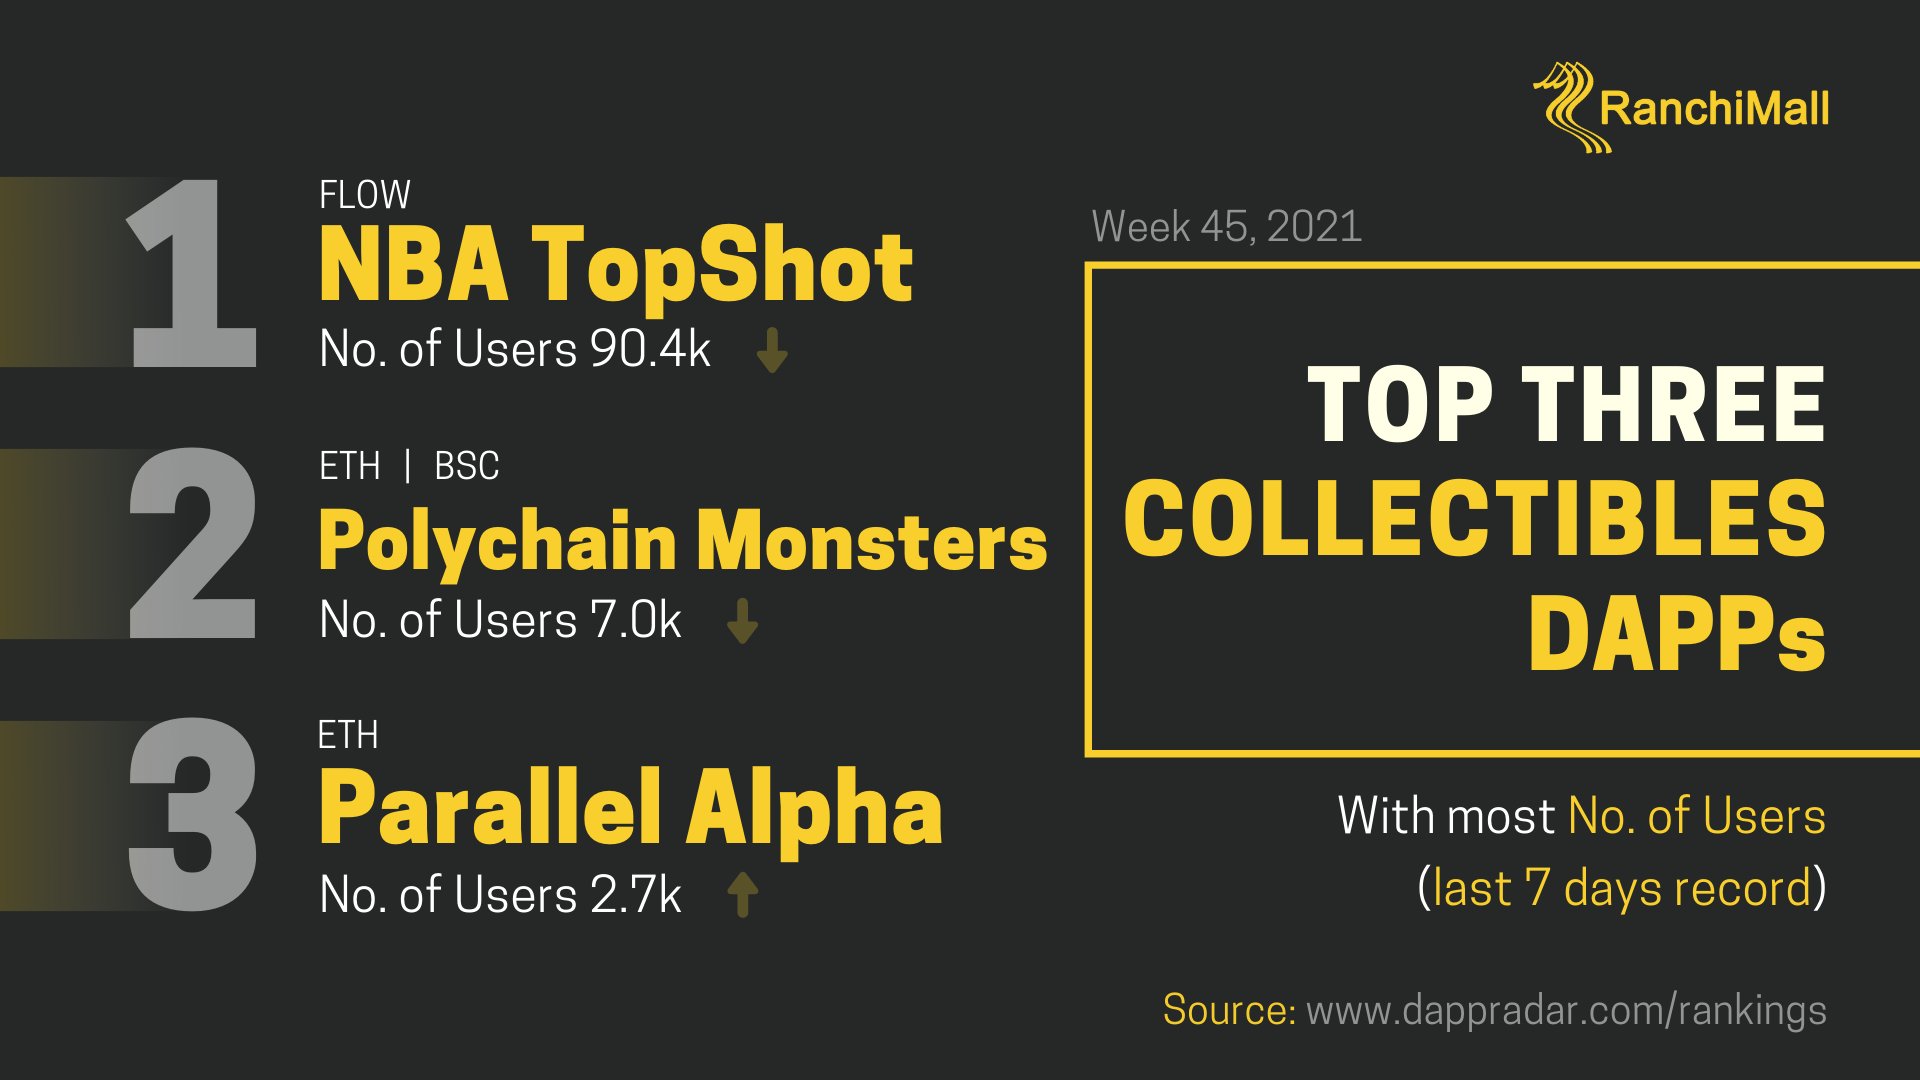 RanchiMall
Week 45, 2021
TOP THREE
COLLECTIBLES
DAPPs
With most No. of Users
(last 7 days record)
Source: www.dappradar.com/rankings
1
FLOW
NBA TopShot
No. of Users 90.4k
2
ETH | BSC
Polychain Monsters
No. of Users 7.0k
3
ETH
Parallel Alpha
No. of Users 2.7k